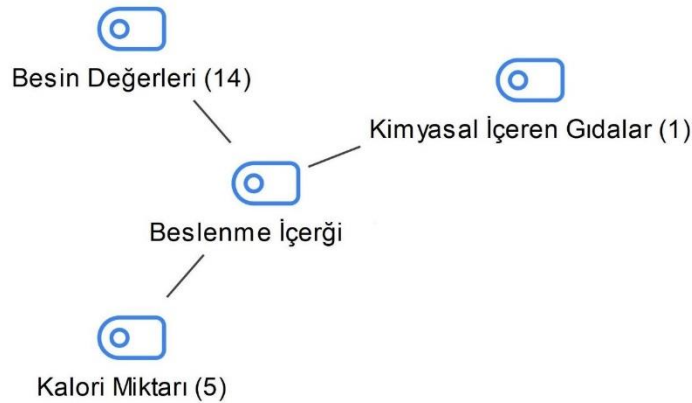 Besin Değerleri (14)
Kimyasal İçeren Gıdalar (1)
Beslenme İçerği
Kalori Miktarı (5)